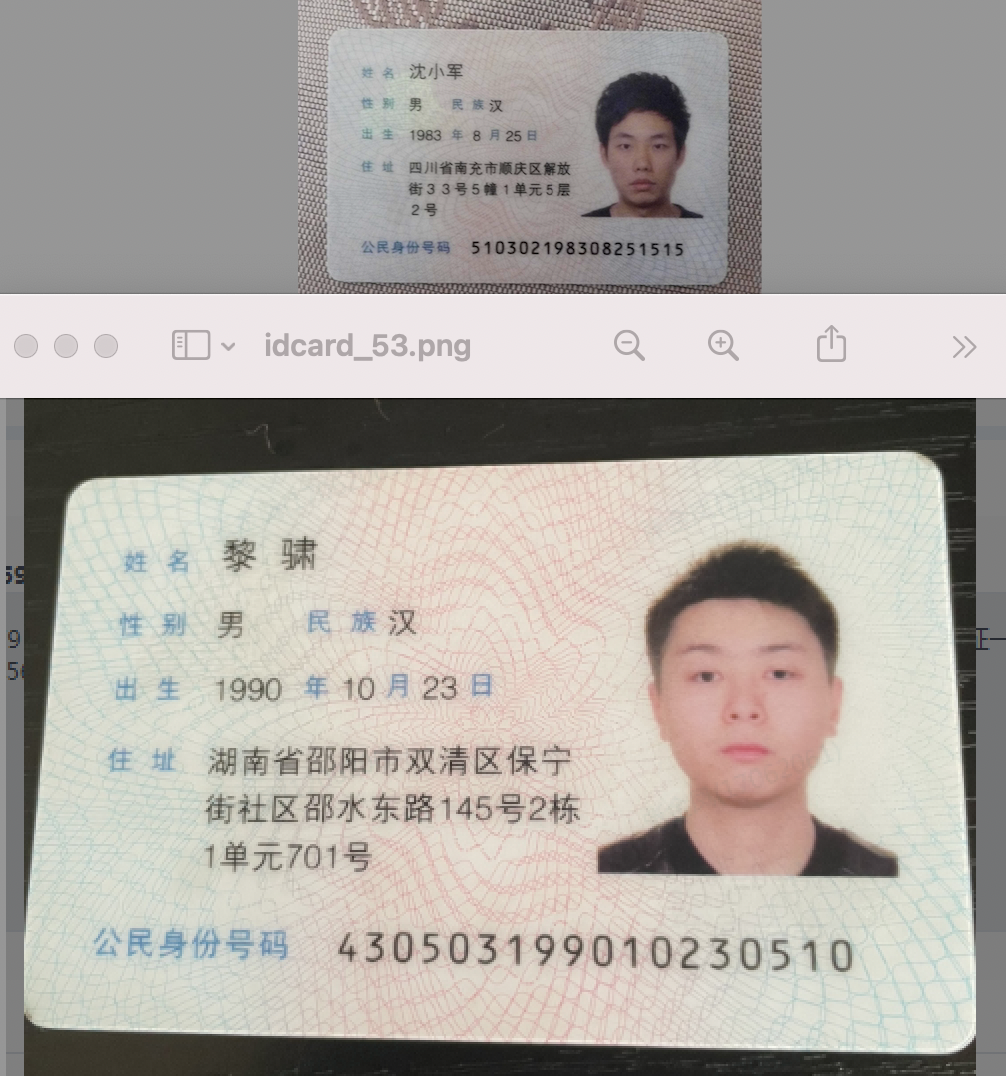 姓名 沈小军
性别 男 民族 汉
出生 1983 年 8 月 25 日
住址 四川省南充市顺庆区解放
街33号5幢1单元5层
2号
公民身份号码 510302198308251515
idcard_53.png
姓名 黎骕
性别 男 民族 汉
出生 1990 年 10 月 23 日
住址 湖南省邵阳市双清区保宁
街社区邵水东路145号2栋
1单元701号
公民身份号码 430503199010230510